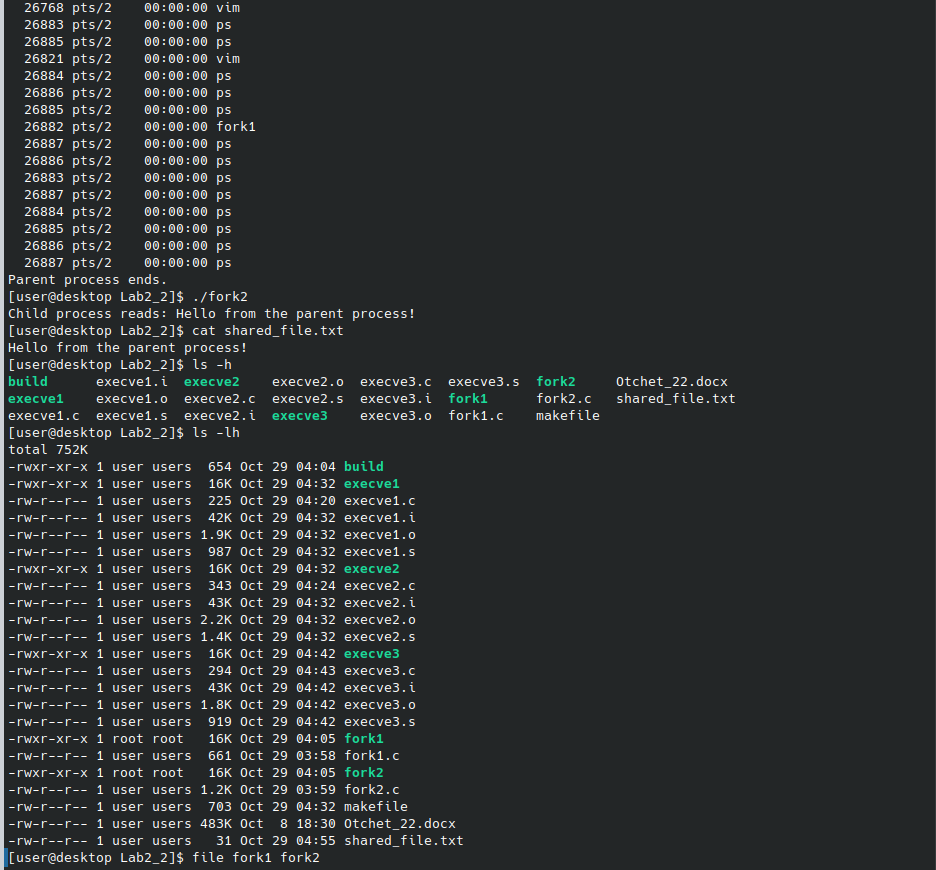 26768 pts/2    00:00:00 vim
26883 pts/2    00:00:00 ps
26885 pts/2    00:00:00 ps
26821 pts/2    00:00:00 vim
26884 pts/2    00:00:00 ps
26886 pts/2    00:00:00 ps
26885 pts/2    00:00:00 ps
26882 pts/2    00:00:00 fork1
26887 pts/2    00:00:00 ps
26886 pts/2    00:00:00 ps
26883 pts/2    00:00:00 ps
26887 pts/2    00:00:00 ps
26884 pts/2    00:00:00 ps
26885 pts/2    00:00:00 ps
26886 pts/2    00:00:00 ps
26887 pts/2    00:00:00 ps
Parent process ends.
[user@desktop Lab2_2]$ ./fork2
Child process reads: Hello from the parent process!
[user@desktop Lab2_2]$ cat shared_file.txt
Hello from the parent process!
[user@desktop Lab2_2]$ ls -h
build      execve1.i  execve2    execve2.o  execve3.c  execve3.s  fork2     Otchet_22.docx
execve1    execve1.o  execve2.c  execve2.s  execve3.i  fork1      fork2.c   shared_file.txt
execve1.c  execve1.s  execve2.i  execve3    execve3.o  fork1.c    makefile
[user@desktop Lab2_2]$ ls -lh
total 752K
-rwxr-xr-x 1 user users  654 Oct 29 04:04 build
-rwxr-xr-x 1 user users  16K Oct 29 04:32 execve1
-rw-r--r-- 1 user users  225 Oct 29 04:20 execve1.c
-rw-r--r-- 1 user users  42K Oct 29 04:32 execve1.i
-rw-r--r-- 1 user users 1.9K Oct 29 04:32 execve1.o
-rw-r--r-- 1 user users  987 Oct 29 04:32 execve1.s
-rwxr-xr-x 1 user users  16K Oct 29 04:32 execve2
-rw-r--r-- 1 user users  343 Oct 29 04:24 execve2.c
-rw-r--r-- 1 user users  43K Oct 29 04:32 execve2.i
-rw-r--r-- 1 user users 2.2K Oct 29 04:32 execve2.o
-rw-r--r-- 1 user users 1.4K Oct 29 04:32 execve2.s
-rwxr-xr-x 1 user users  16K Oct 29 04:42 execve3
-rw-r--r-- 1 user users  294 Oct 29 04:43 execve3.c
-rw-r--r-- 1 user users  43K Oct 29 04:42 execve3.i
-rw-r--r-- 1 user users 1.8K Oct 29 04:42 execve3.o
-rw-r--r-- 1 user users  919 Oct 29 04:42 execve3.s
-rwxr-xr-x 1 root root   16K Oct 29 04:05 fork1
-rw-r--r-- 1 user users  661 Oct 29 03:58 fork1.c
-rwxr-xr-x 1 root root   16K Oct 29 04:05 fork2
-rw-r--r-- 1 user users 1.2K Oct 29 03:59 fork2.c
-rw-r--r-- 1 user users  703 Oct 29 04:32 makefile
-rw-r--r-- 1 user users 483K Oct  8 18:30 Otchet_22.docx
-rw-r--r-- 1 user users   31 Oct 29 04:55 shared_file.txt
[user@desktop Lab2_2]$ file fork1 fork2